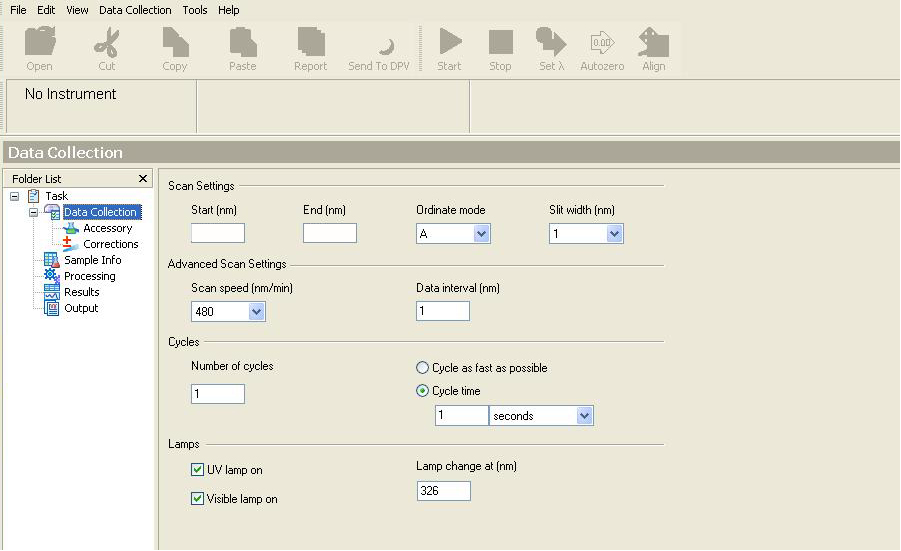 File Edit View Data Collection Tools Help
Open Cut Copy Paste Report Send To DPV Start Stop Set λ Autozero Align
0.00
No Instrument
Data Collection
Folder List
Task
Data Collection
Accessory
Corrections
Sample Info
Processing
Results
Output
Scan Settings
Start (nm) End (nm) Ordinate mode Slit width (nm)
A 1
Advanced Scan Settings
Scan speed (nm/min) Data interval (nm)
480 1
Cycles
Number of cycles Cycle as fast as possible
1 Cycle time
1 seconds
Lamps
UV lamp on Lamp change at (nm)
Visible lamp on 326